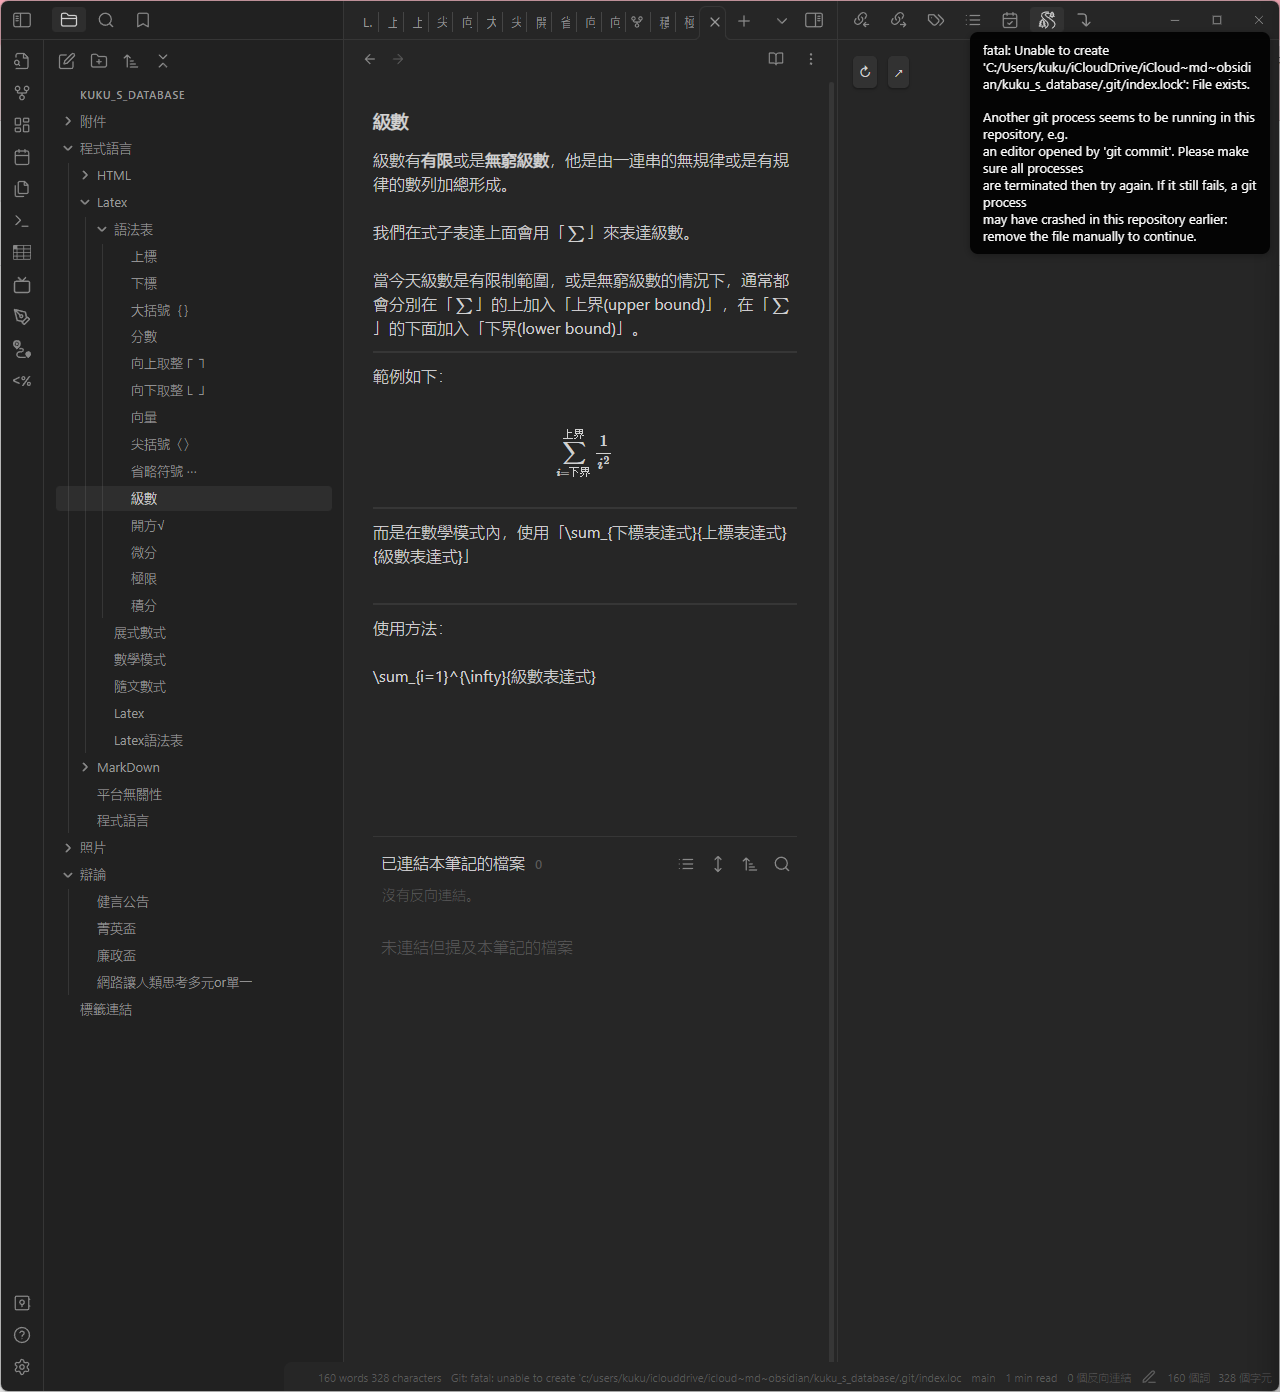 L.
上
上
尖
向
大
尖
開
省
向
向
積
極
KUKU_S_DATABASE
附件
程式語言
HTML
Latex
語法表
上標
下標
大括號｛}
分數
向上取整「 ㄱ
向下取整 L 」
向量
尖括號〈〉
省略符號 ⋯
級數
開方√
微分
極限
積分
展式數式
數學模式
隨文數式
Latex
Latex語法表
MarkDown
平台無關性
程式語言
照片
辯論
健言公告
菁英盃
廉政盃
網路讓人類思考多元or單一
標籤連結
級數
級數有有限或是無窮級數，他是由一連串的無規律或是有規
律的數列加總形成。
我們在式子表達上面會用「∑」來表達級數。
當今天級數是有限制範圍，或是無窮級數的情況下，通常都
會分別在「∑」的上加入「上界(upper bound)」，在「∑
」的下面加入「下界(lower bound)」。
範例如下：
上界
∑ 1
i=下界 i²
而是在數學模式內，使用「\sum_{下標表達式}{上標表達式}
{級數表達式}」
使用方法：
\sum_{i=1}^{\infty}{級數表達式}
已連結本筆記的檔案 0
沒有反向連結。
未連結但提及本筆記的檔案
fatal: Unable to create
'C:/Users/kuku/iCloudDrive/iCloud~md~obsidi
an/kuku_s_database/.git/index.lock': File exists.
Another git process seems to be running in this
repository, e.g.
an editor opened by 'git commit'. Please make
sure all processes
are terminated then try again. If it still fails, a git
process
may have crashed in this repository earlier:
remove the file manually to continue.
160 words 328 characters Git: fatal: unable to create 'c:/users/kuku/iclouddrive/icloud~md~obsidian/kuku_s_database/.git/index.loc main 1 min read 0 個反向連結 160 個詞 328 個字元